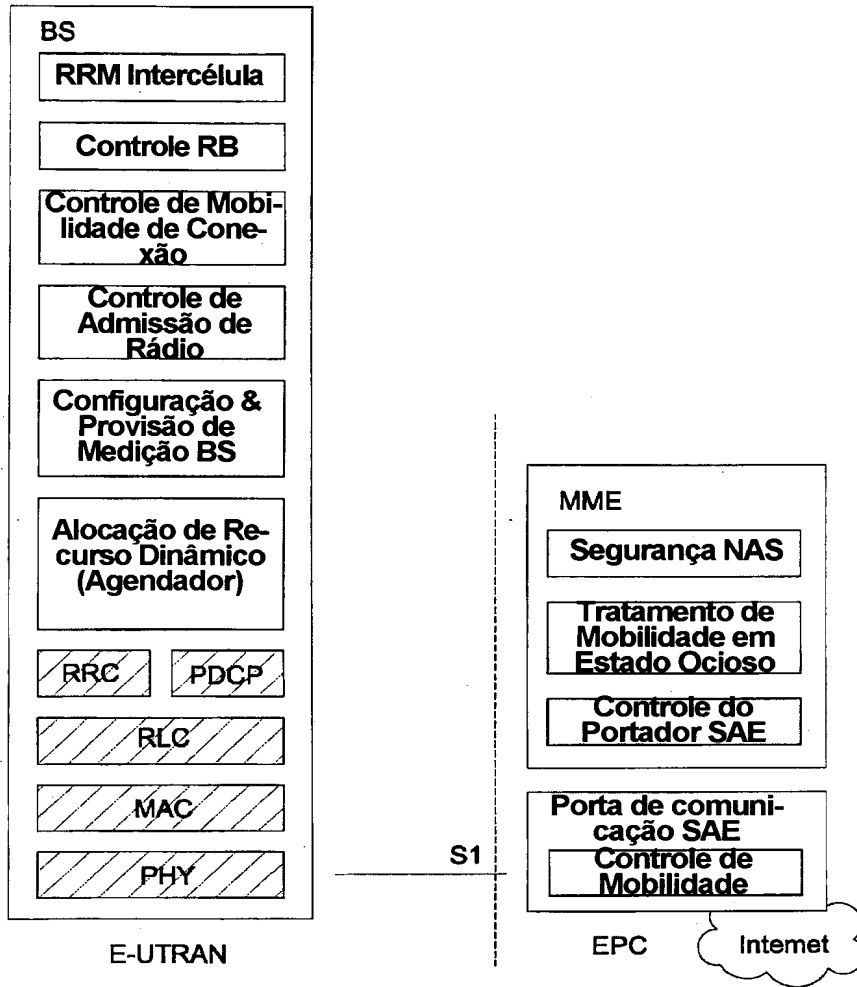 BS
RRM Intercélula
Controle RB
Controle de Mobi-
lidade de Cone-
xão
Controle de
Admissão de
Rádio
Configuração &
Provisão de
Medição BS
Alocação de Re-
curso Dinâmico
(Agendador)
RRC
PDCP
RLC
MAC
PHY
E-UTRAN
S1
MME
Segurança NAS
Tratamento de
Mobilidade em
Estado Ocioso
Controle do
Portador SAE
Porta de comuni-
cação SAE
Controle de
Mobilidade
EPC
Internet